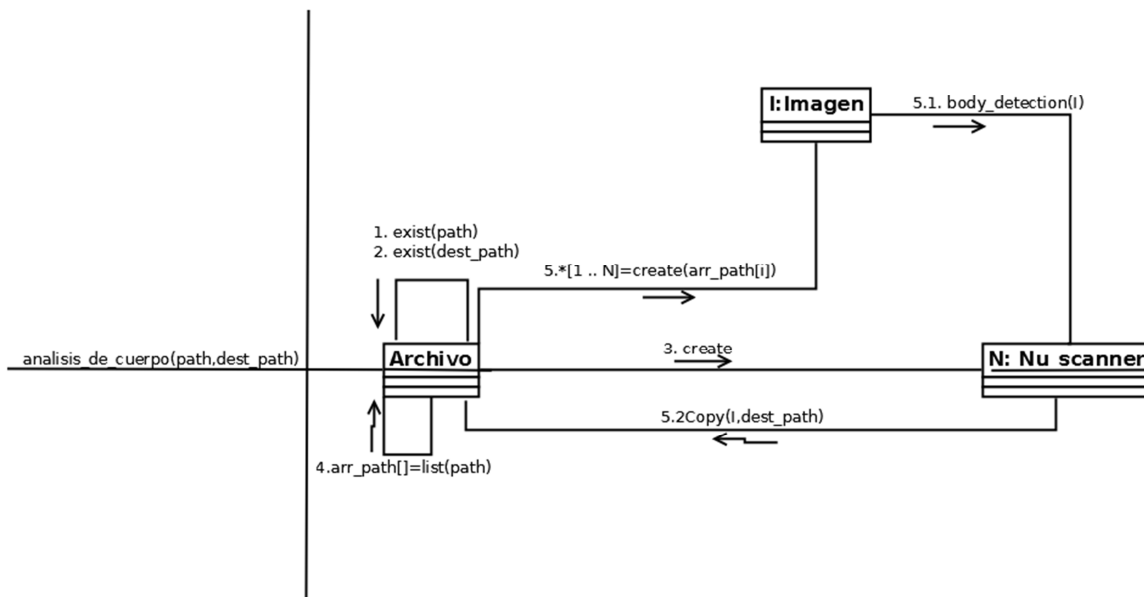 I:Imagen
5.1. body_detection(I)
1. exist(path)
2. exist(dest_path)
5.*[1 .. N]=create(arr_path[i])
analisis_de_cuerpo(path,dest_path)
Archivo
3. create
N: Nu scanner
5.2Copy(I,dest_path)
4.arr_path[]=list(path)